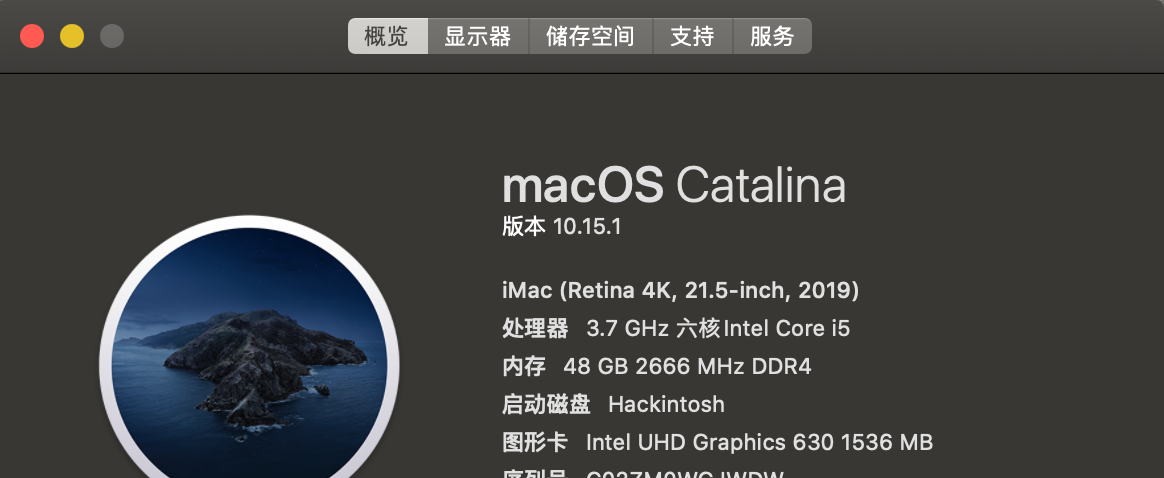 概览 显示器 储存空间 支持 服务
macOS Catalina
版本 10.15.1
iMac (Retina 4K, 21.5-inch, 2019)
处理器 3.7 GHz 六核Intel Core i5
内存 48 GB 2666 MHz DDR4
启动磁盘 Hackintosh
图形卡 Intel UHD Graphics 630 1536 MB
序列号